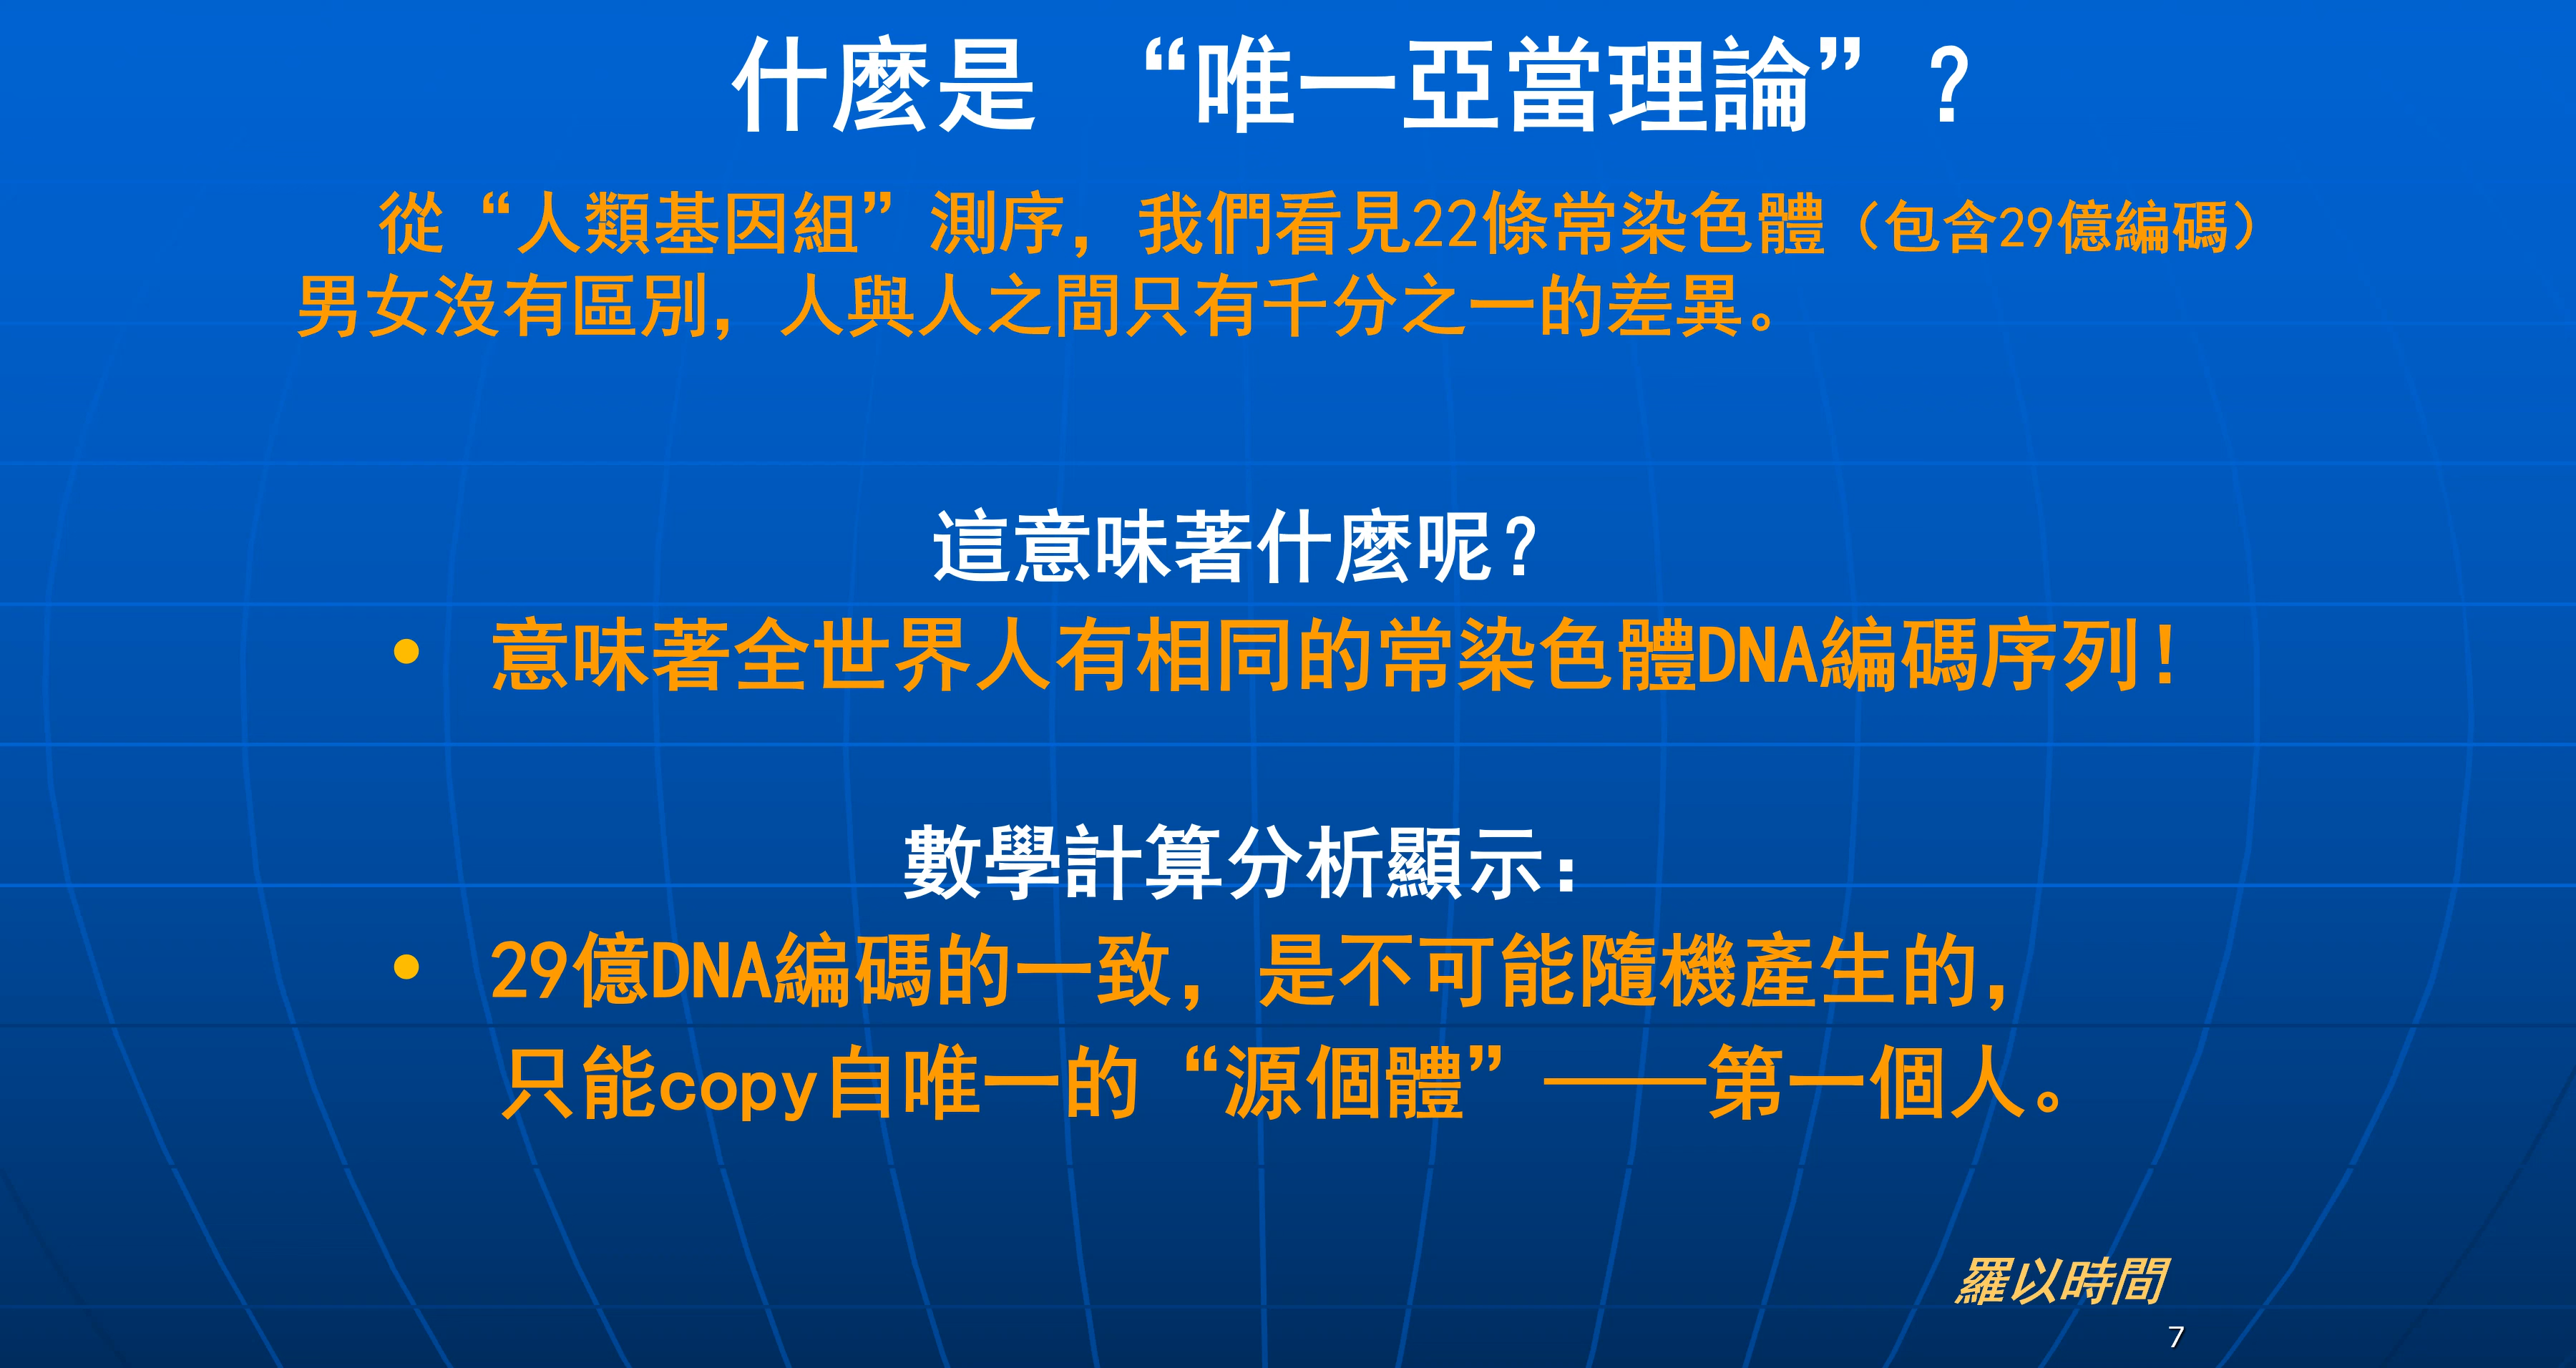 什麼是 “唯一亞當理論”?
從“人類基因組”測序，我們看見22條常染色體（包含29億編碼）
男女沒有區別，人與人之間只有千分之一的差異。
這意味著什麼呢?
• 意味著全世界人有相同的常染色體DNA編碼序列!
數學計算分析顯示:
• 29億DNA編碼的一致，是不可能隨機產生的，
只能copy自唯一的“源個體”——第一個人。
羅以時間
7